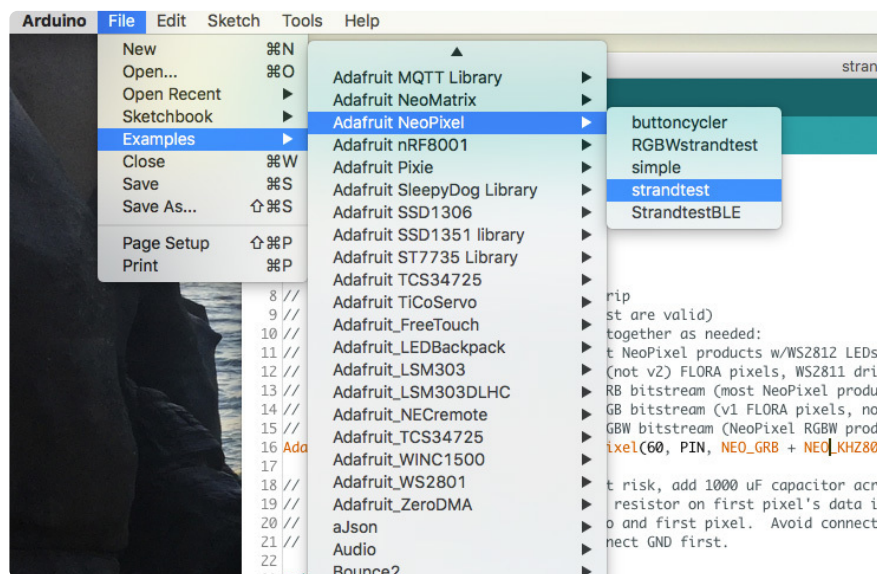 Arduino File Edit Sketch Tools Help
New ⌘N
Open... ⌘O
Open Recent
Sketchbook
Examples
Close ⌘W
Save ⌘S
Save As... ⇧⌘S
Page Setup ⇧⌘P
Print ⌘P
Adafruit MQTT Library
Adafruit NeoMatrix
Adafruit NeoPixel
Adafruit nRF8001
Adafruit Pixie
Adafruit SleepyDog Library
Adafruit SSD1306
Adafruit SSD1351 library
Adafruit ST7735 Library
Adafruit TCS34725
Adafruit TiCoServo
Adafruit_FreeTouch
Adafruit_LEDBackpack
Adafruit_LSM303
Adafruit_LSM303DLHC
Adafruit_NECremote
Adafruit_TCS34725
Adafruit_WINC1500
Adafruit_WS2801
Adafruit_ZeroDMA
aJson
Audio
Bounce2
buttoncycler
RGBWstrandtest
simple
strandtest
StrandtestBLE
stran
8 // rip
9 // st are valid)
10 // together as needed:
11 // t NeoPixel products w/WS2812 LEDs
12 // (not v2) FLORA pixels, WS2811 dri
13 // RB bitstream (most NeoPixel produ
14 // GB bitstream (v1 FLORA pixels, no
15 // GBW bitstream (NeoPixel RGBW prod
16 Ada ixel(60, PIN, NEO_GRB + NEO_KHZ80
17
18 // t risk, add 1000 uF capacitor acr
19 // resistor on first pixel's data i
20 // o and first pixel. Avoid connect
21 // nect GND first.
22